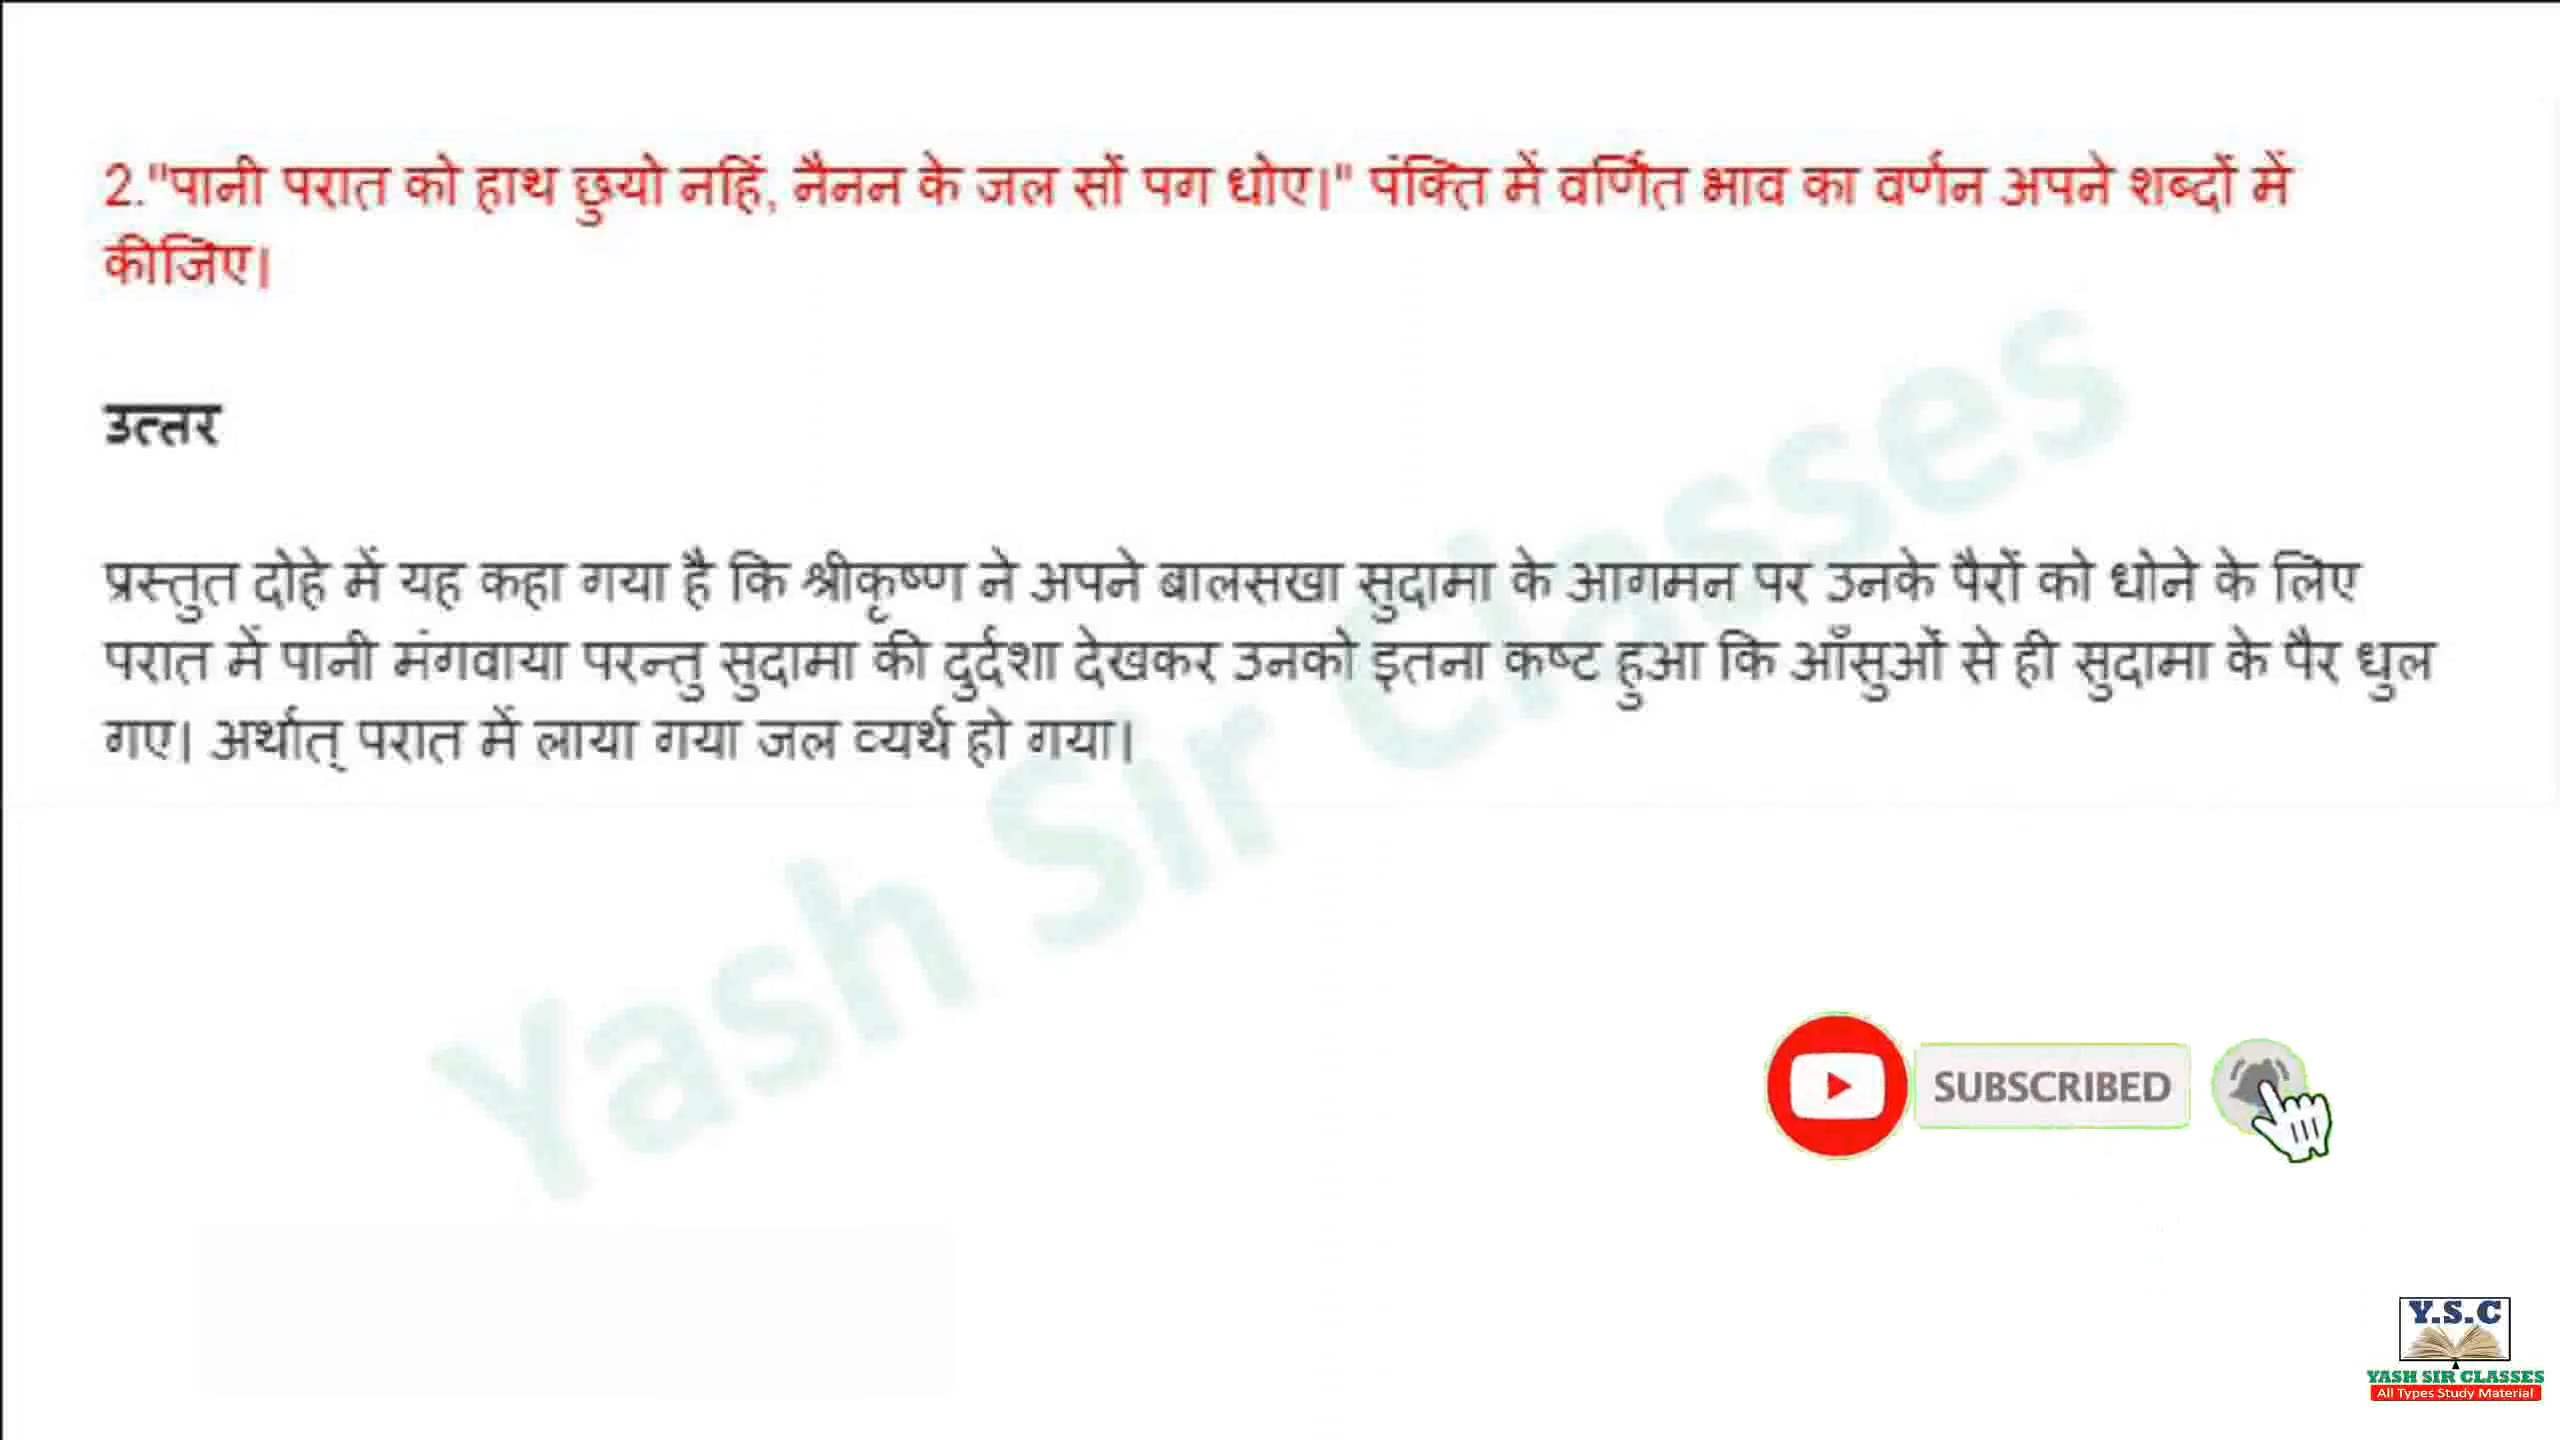 2."पानी परात को हाथ छुयो नहिं, नैनन के जल सों पग धोए।" पंक्ति में वर्णित भाव का वर्णन अपने शब्दों में
कीजिए।
उत्तर
प्रस्तुत दोहे में यह कहा गया है कि श्रीकृष्ण ने अपने बालसखा सुदामा के आगमन पर उनके पैरों को धोने के लिए
परात में पानी मंगवाया परन्तु सुदामा की दुर्दशा देखकर उनको इतना कष्ट हुआ कि आँसुओं से ही सुदामा के पैर धुल
गए। अर्थात् परात में लाया गया जल व्यर्थ हो गया।
Yash Sir Classes
SUBSCRIBED
Y.S.C
YASH SIR CLASSES
All Types Study Material